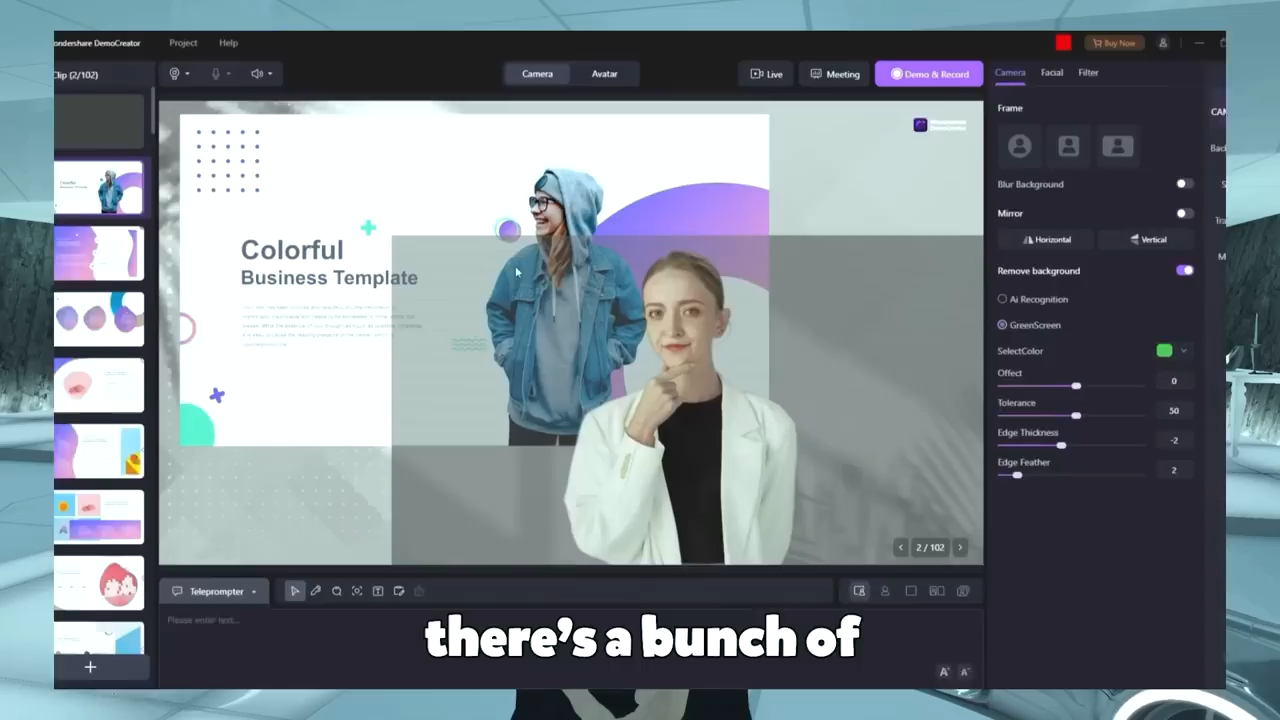 ondershare DemoCreator
Project
Help
Buy Now
Clip (2/102)
Camera
Avatar
Live
Meeting
Demo & Record
Camera
Facial
Filter
Frame
Blur Background
Mirror
Horizontal
Vertical
Remove background
Ai Recognition
GreenScreen
SelectColor
Offect
0
Tolerance
50
Edge Thickness
-2
Edge Feather
2
CAM
Colorful
Business Template
2 / 102
Teleprompter
Please enter text...
there's a bunch of
A+
A-